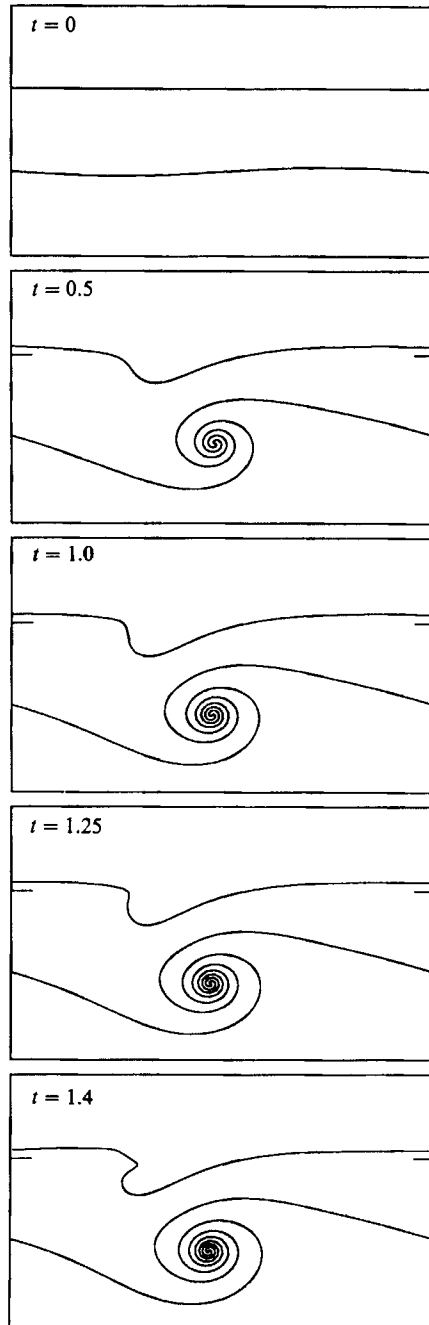 t = 0
t = 0.5
t = 1.0
t = 1.25
t = 1.4